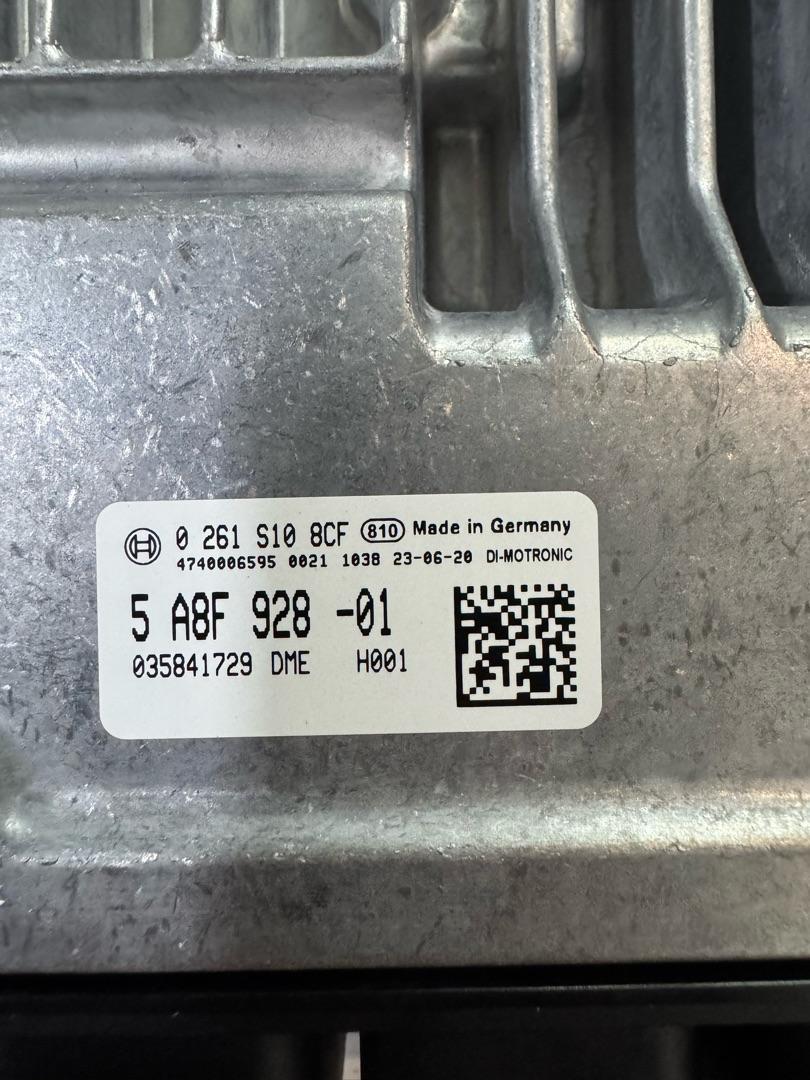 0 261 S10 8CF 810 Made in Germany
4740006595 0021 1038 23-06-20 DI-MOTRONIC
5 A8F 928 -01
035841729 DME H001